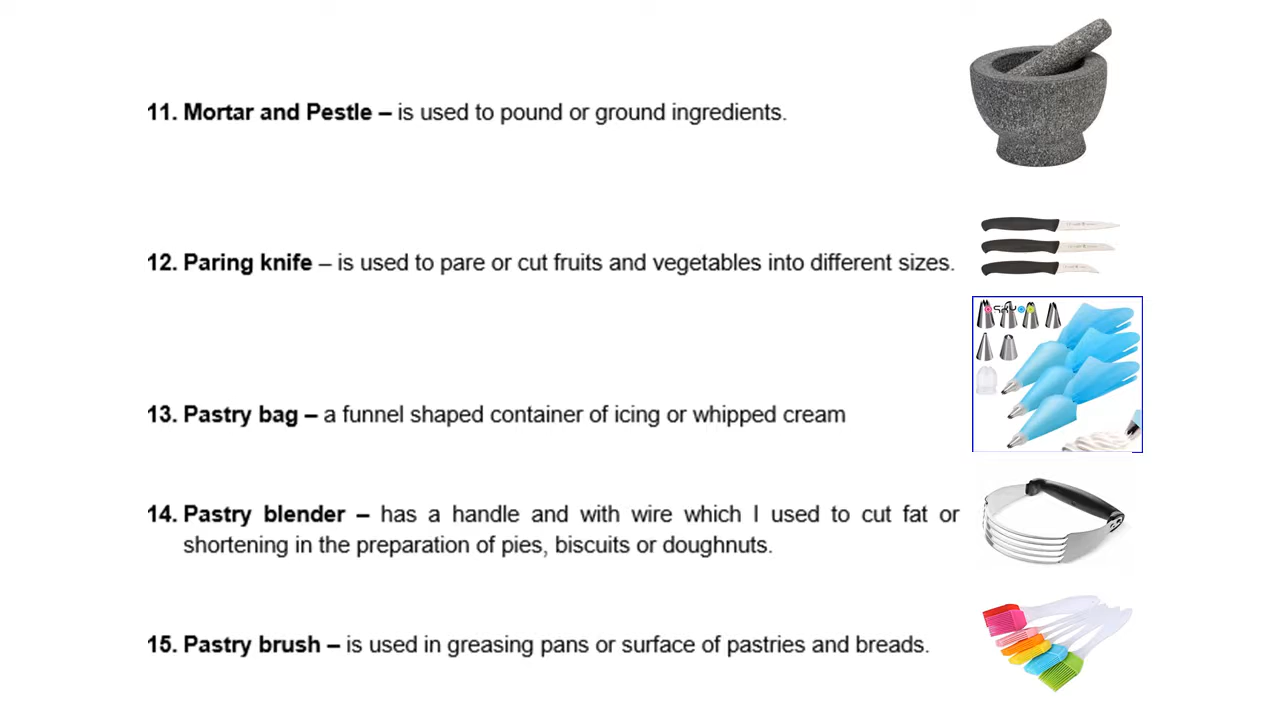 11. Mortar and Pestle – is used to pound or ground ingredients.
12. Paring knife – is used to pare or cut fruits and vegetables into different sizes.
13. Pastry bag – a funnel shaped container of icing or whipped cream
14. Pastry blender – has a handle and with wire which I used to cut fat or
shortening in the preparation of pies, biscuits or doughnuts.
15. Pastry brush – is used in greasing pans or surface of pastries and breads.